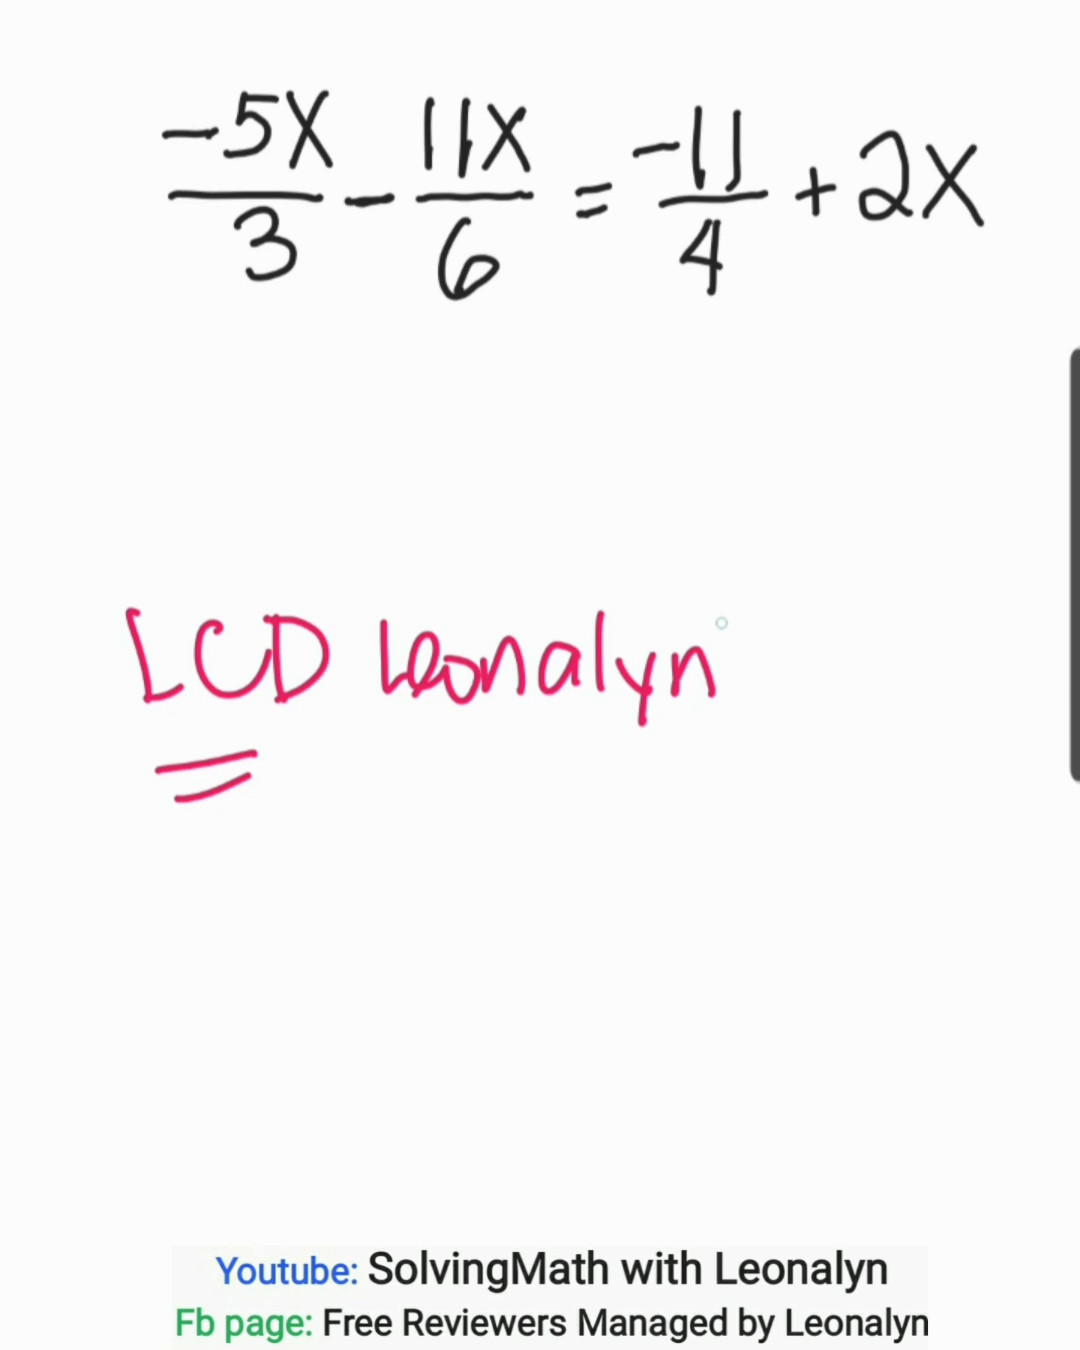 -5X/3 - 11X/6 = -11/4 + 2X
LCD Leonalyn
Youtube: SolvingMath with Leonalyn
Fb page: Free Reviewers Managed by Leonalyn